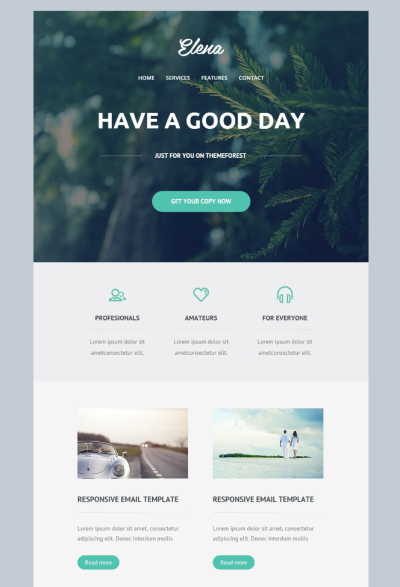 Elena
HOME SERVICES FEATURES CONTACT
HAVE A GOOD DAY
JUST FOR YOU ON THEMEFOREST
GET YOUR COPY NOW
PROFESIONALS AMATEURS FOR EVERYONE
Lorem ipsum dolor sit Lorem ipsum dolor sit Lorem ipsum dolor sit
ametconsectetur elit. ametconsectetur elit. ametconsectetur elit.
RESPONSIVE EMAIL TEMPLATE RESPONSIVE EMAIL TEMPLATE
Lorem ipsum dolor sit amet, consectetur Lorem ipsum dolor sit amet, consectetur
adipiscing elit. Donec interdum mollis adipiscing elit. Donec interdum mollis
Read more Read more